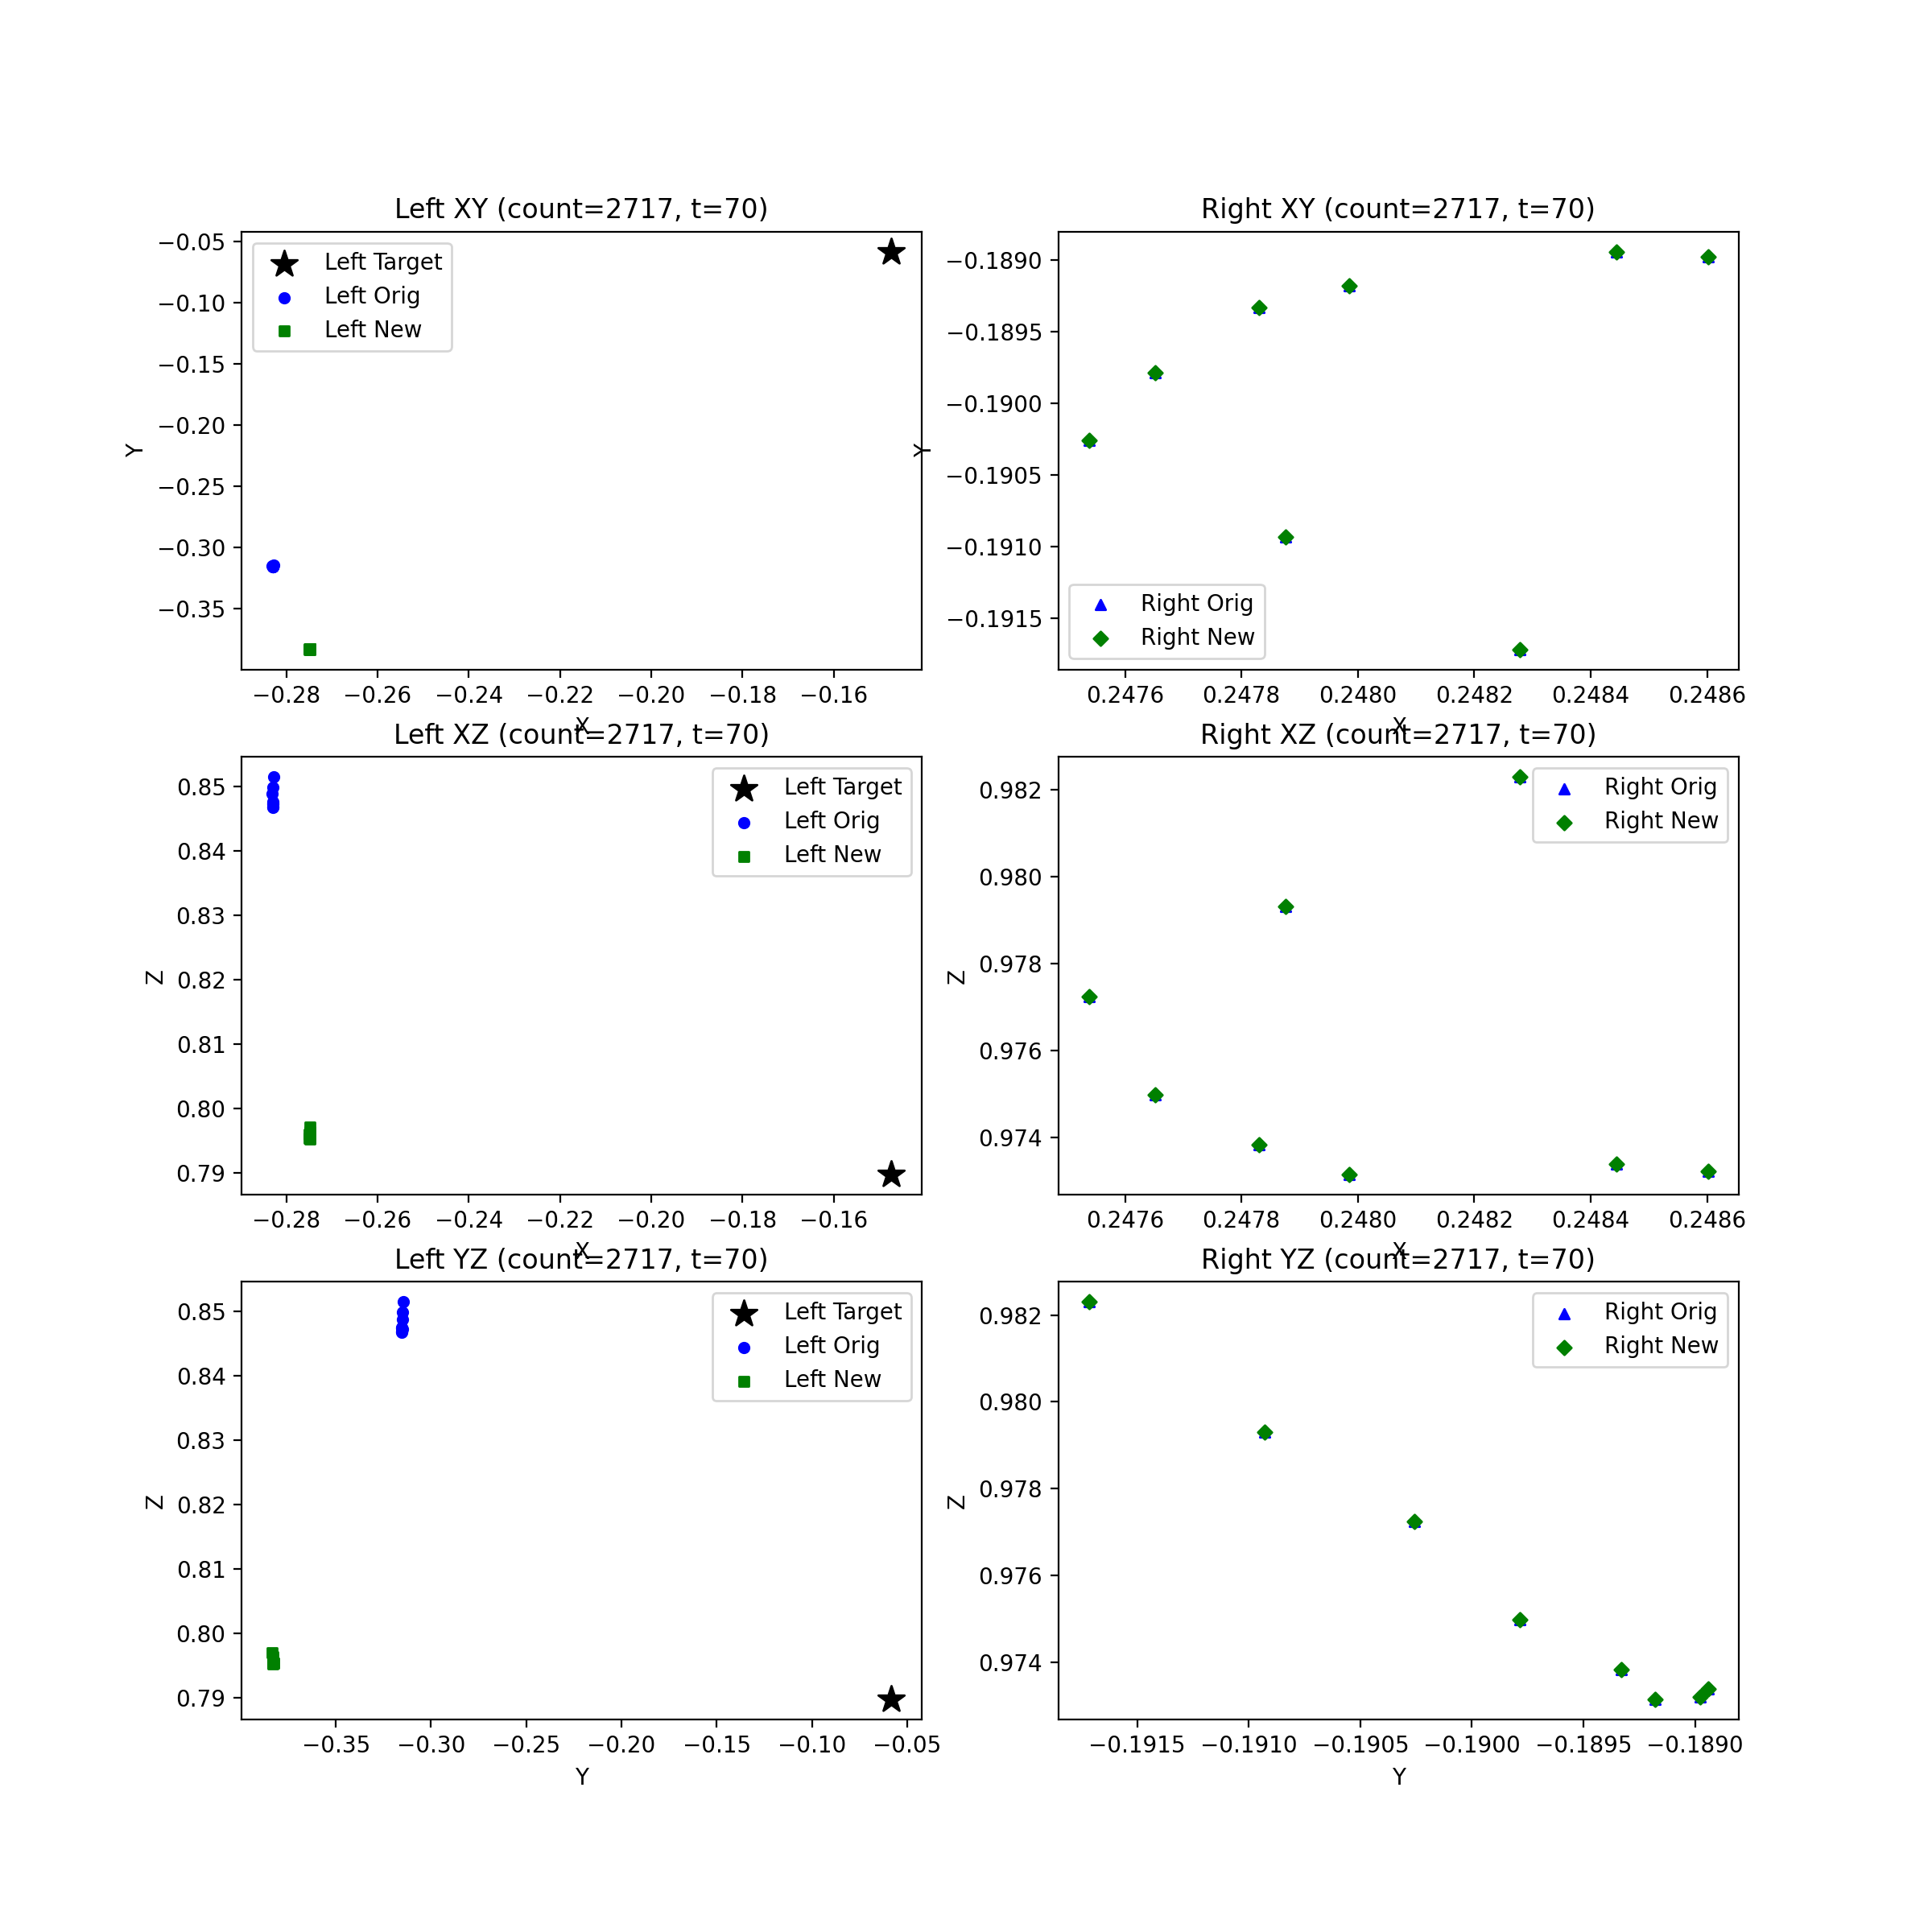 Left XY (count=2717, t=70)
−0.05
−0.10
−0.15
−0.20
−0.25
−0.30
−0.35
Y
Left Target
Left Orig
Left New
−0.28 −0.26 −0.24 −0.22 −0.20 −0.18 −0.16
X
Right XY (count=2717, t=70)
−0.1890
−0.1895
−0.1900
−0.1905
−0.1910
−0.1915
Y
Right Orig
Right New
0.2476 0.2478 0.2480 0.2482 0.2484 0.2486
X
Left XZ (count=2717, t=70)
0.85
0.84
0.83
0.82
0.81
0.80
0.79
Z
Left Target
Left Orig
Left New
−0.28 −0.26 −0.24 −0.22 −0.20 −0.18 −0.16
X
Right XZ (count=2717, t=70)
0.982
0.980
0.978
0.976
0.974
Z
Right Orig
Right New
0.2476 0.2478 0.2480 0.2482 0.2484 0.2486
X
Left YZ (count=2717, t=70)
0.85
0.84
0.83
0.82
0.81
0.80
0.79
Z
Left Target
Left Orig
Left New
−0.35 −0.30 −0.25 −0.20 −0.15 −0.10 −0.05
Y
Right YZ (count=2717, t=70)
0.982
0.980
0.978
0.976
0.974
Z
Right Orig
Right New
−0.1915 −0.1910 −0.1905 −0.1900 −0.1895 −0.1890
Y